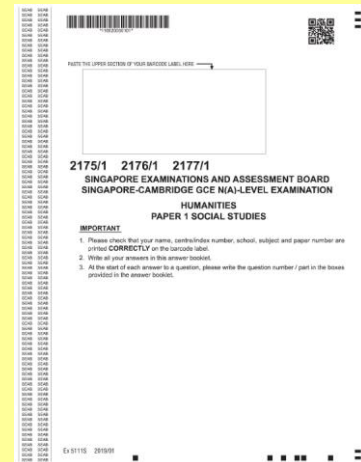 PASTE THE UPPER SECTION OF YOUR BARCODE LABEL HERE
2175/1 2176/1 2177/1
SINGAPORE EXAMINATIONS AND ASSESSMENT BOARD
SINGAPORE-CAMBRIDGE GCE N(A)-LEVEL EXAMINATION
HUMANITIES
PAPER 1 SOCIAL STUDIES
IMPORTANT
1. Please check that your name, centre/index number, school, subject and paper number are
printed CORRECTLY on the barcode label.
2. Write all your answers in this answer booklet.
3. At the start of each answer to a question, please write the question number / part in the boxes
provided in the answer booklet.
Ex 51115 2019/01